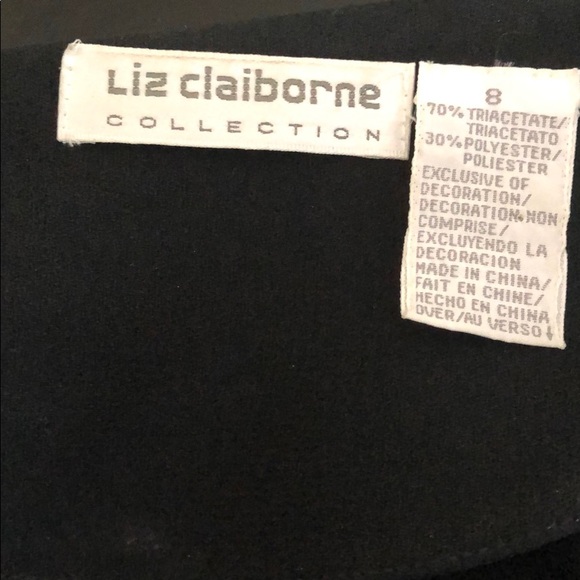 Liz claiborne
COLLECTION
8
70% TRIACETATE/
TRIACETATO
30% POLYESTER/
POLIESTER
EXCLUSIVE OF
DECORATION/
DECORATION NON
COMPRISE/
EXCLUYENDO LA
DECORACION
MADE IN CHINA/
FAIT EN CHINE/
HECHO EN CHINA
OVER/AU VERSO↓